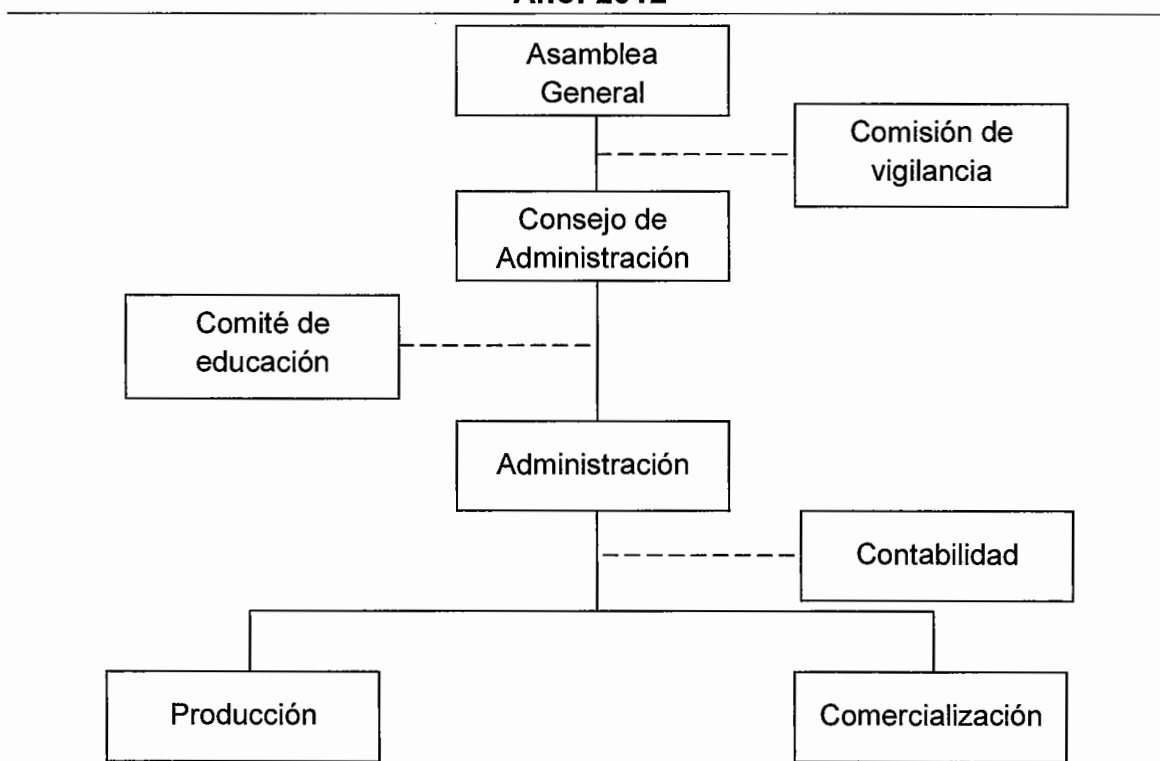 Asamblea
General
Comisión de
vigilancia
Consejo de
Administración
Comité de
educación
Administración
Contabilidad
Producción
Comercialización